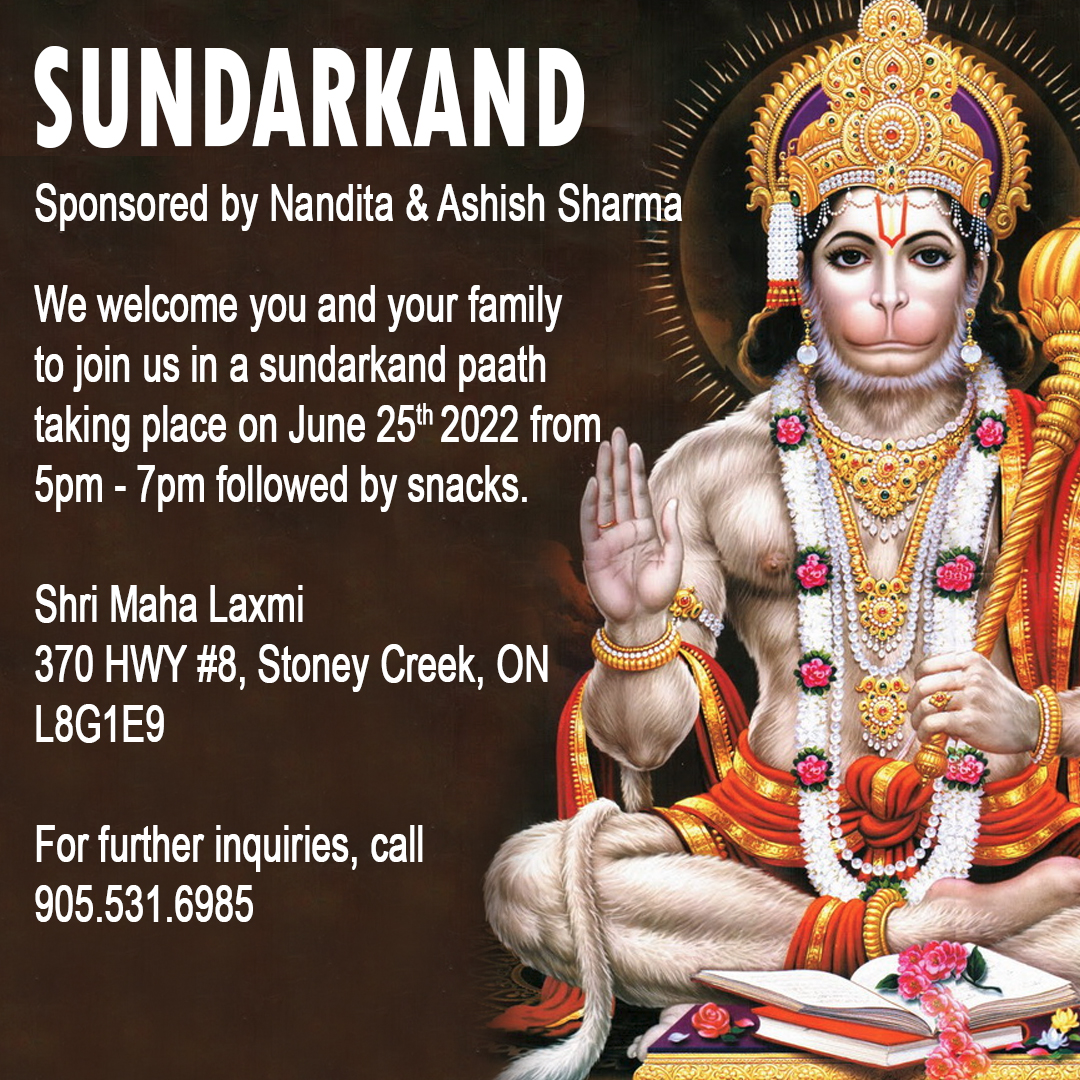 SUNDARKAND
Sponsored by Nandita & Ashish Sharma
We welcome you and your family
to join us in a sundarkand paath
taking place on June 25th 2022 from
5pm - 7pm followed by snacks.
Shri Maha Laxmi
370 HWY #8, Stoney Creek, ON
L8G1E9
For further inquiries, call
905.531.6985